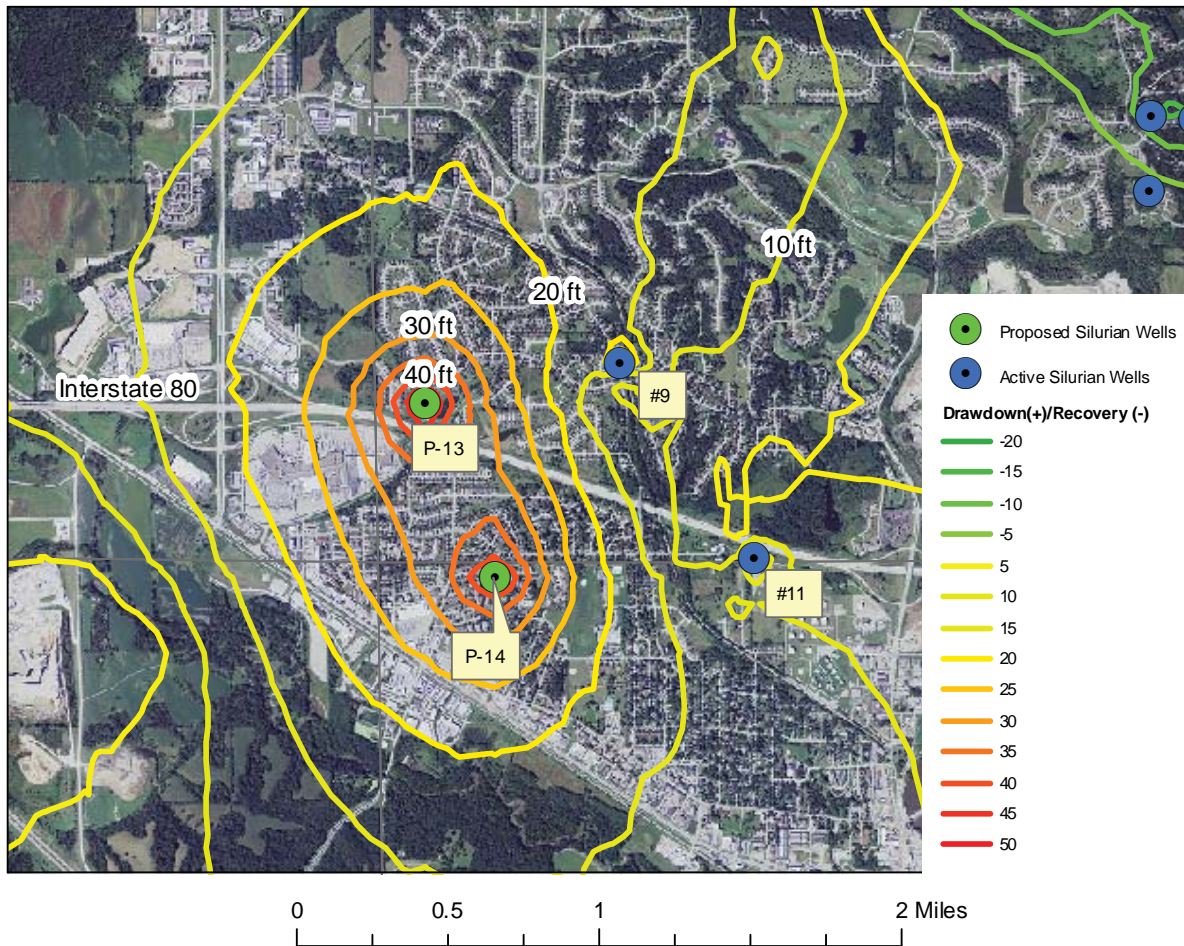 10 ft
20 ft
30 ft
40 ft
Interstate 80
#9
P-13
#11
P-14
Proposed Silurian Wells
Active Silurian Wells
Drawdown(+)/Recovery (-)
-20
-15
-10
-5
5
10
15
20
25
30
35
40
45
50
0 0.5 1 2 Miles